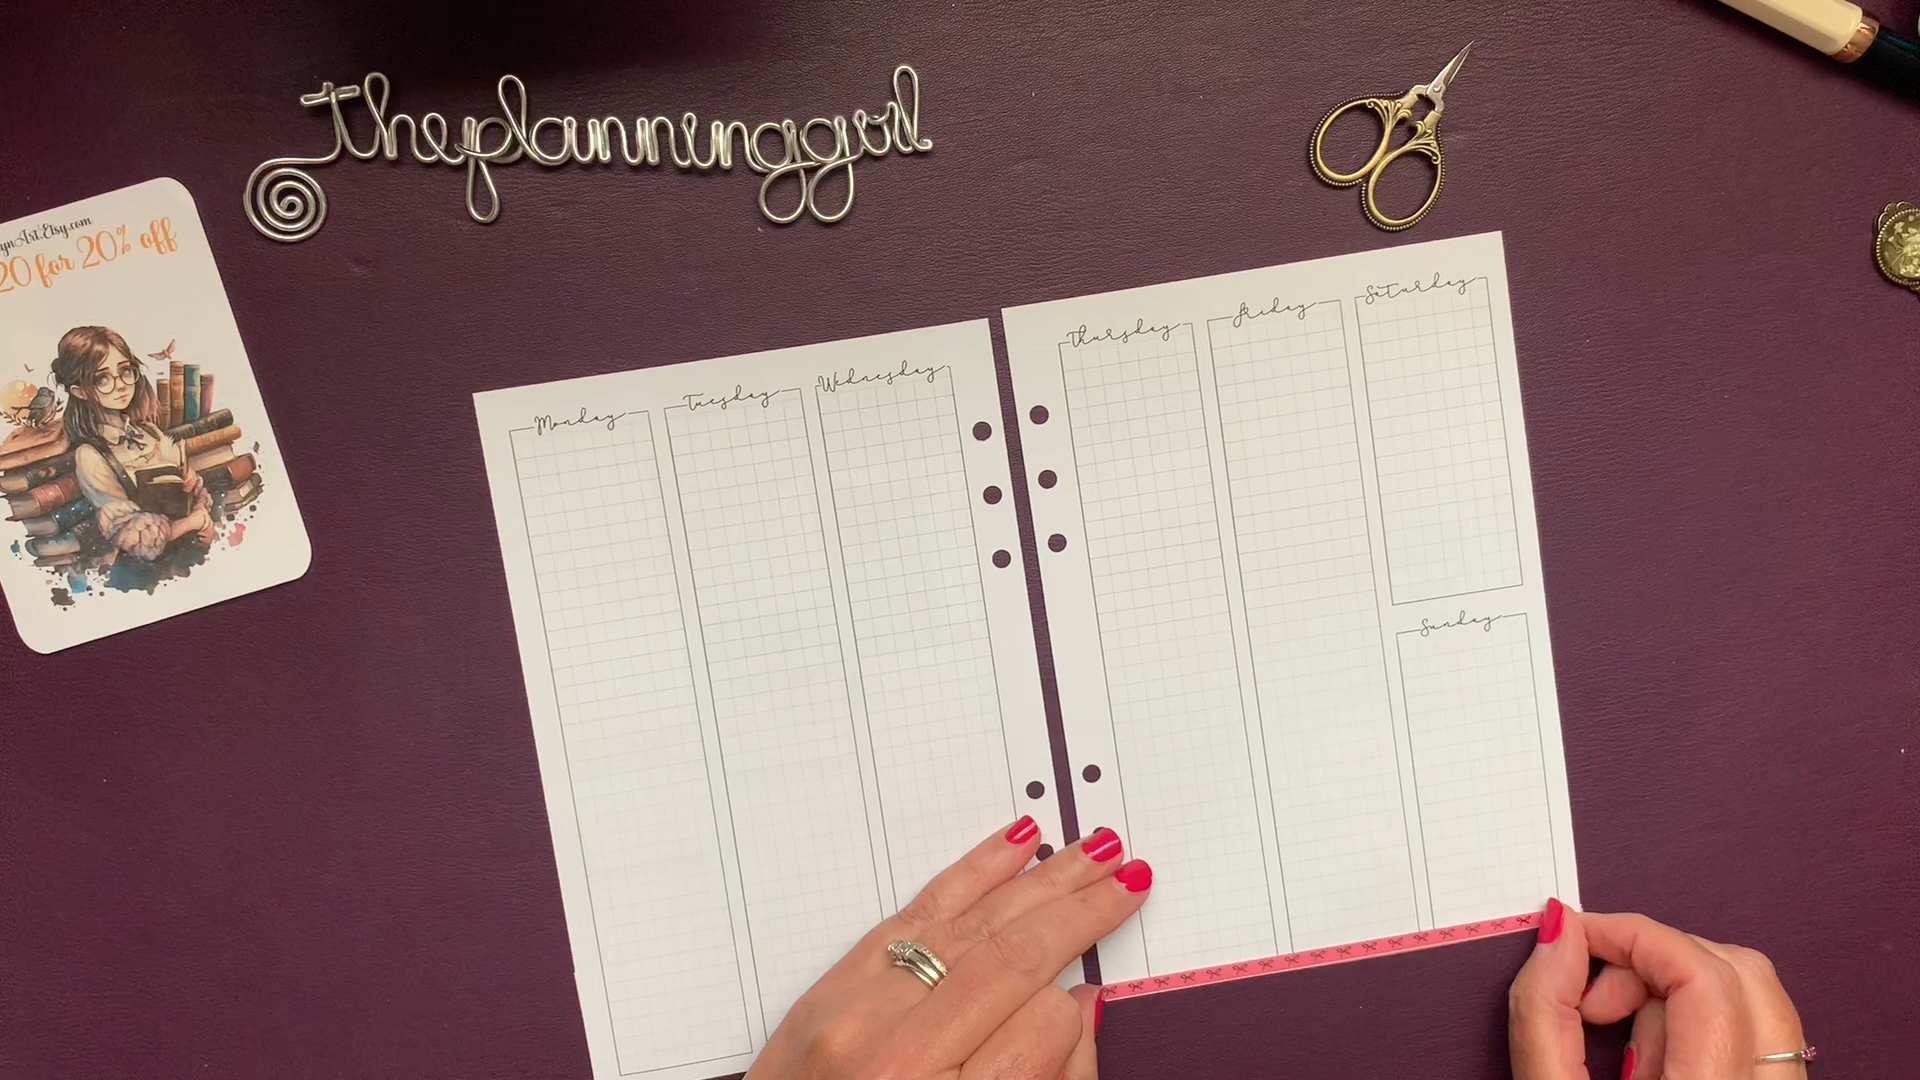 theplanninggirl
20 for 20% off
Monday
Tuesday
Wednesday
Thursday
Friday
Saturday
Sunday